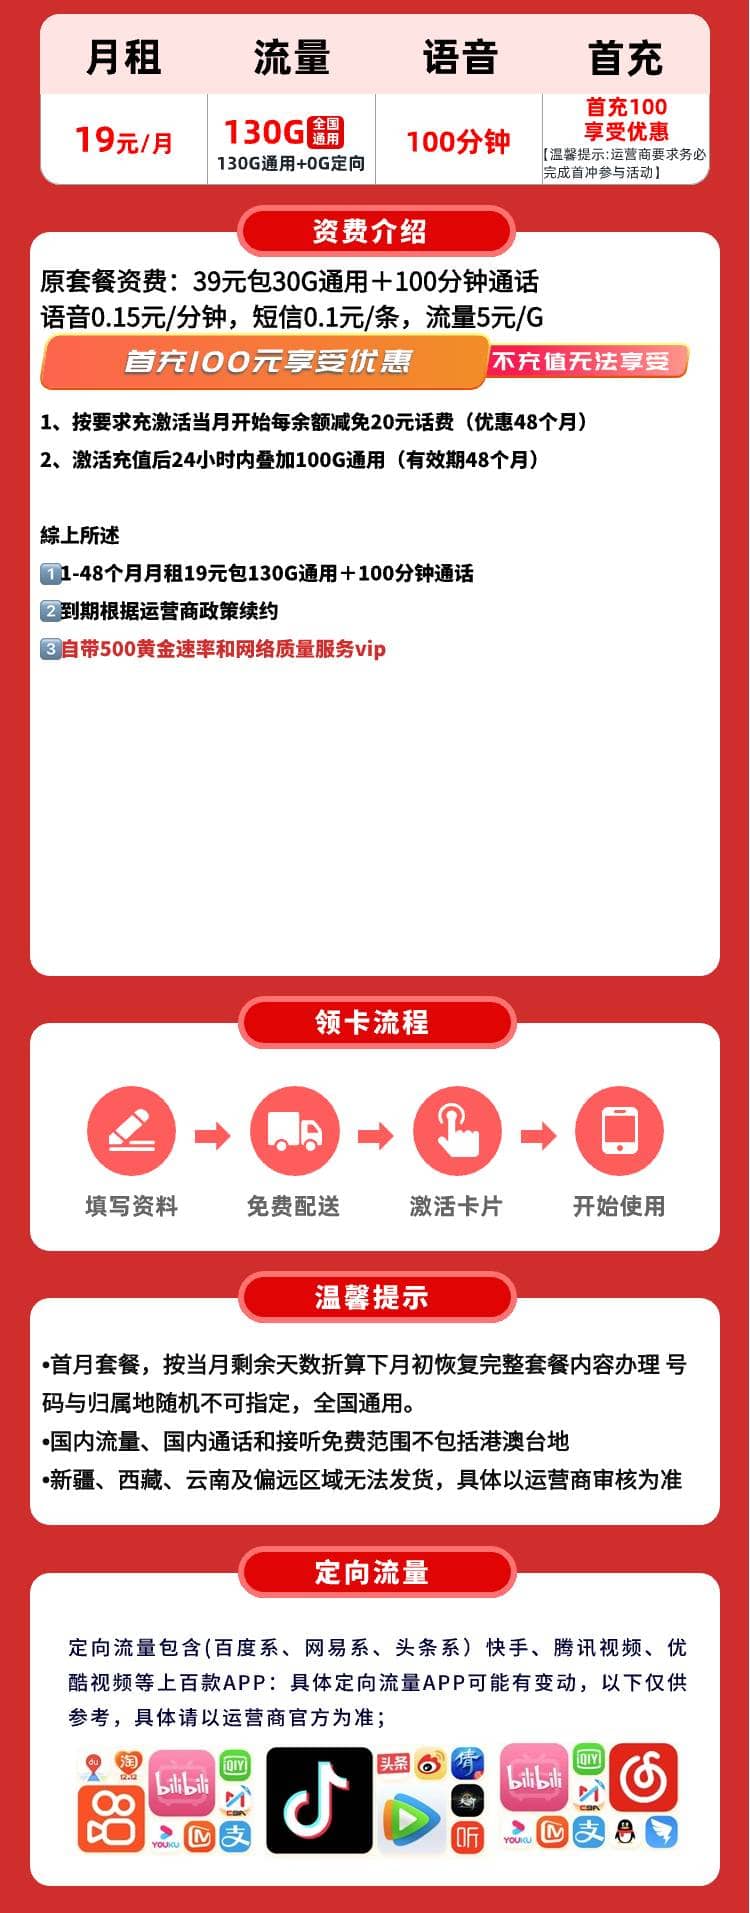 月租 流量 语音 首充
19元/月
130G 全国通用
130G通用+0G定向
100分钟
首充100
享受优惠
【温馨提示:运营商要求务必
完成首冲参与活动】
资费介绍
原套餐资费：39元包30G通用＋100分钟通话
语音0.15元/分钟，短信0.1元/条，流量5元/G
首充100元享受优惠 不充值无法享受
1、按要求充激活当月开始每余额减免20元话费（优惠48个月）
2、激活充值后24小时内叠加100G通用（有效期48个月）
綜上所述
1 1-48个月月租19元包130G通用＋100分钟通话
2 到期根据运营商政策续约
3 自带500黄金速率和网络质量服务vip
领卡流程
填写资料 免费配送 激活卡片 开始使用
温馨提示
•首月套餐，按当月剩余天数折算下月初恢复完整套餐内容办理 号
码与归属地随机不可指定，全国通用。
•国内流量、国内通话和接听免费范围不包括港澳台地
•新疆、西藏、云南及偏远区域无法发货，具体以运营商审核为准
定向流量
定向流量包含(百度系、网易系、头条系）快手、腾讯视频、优
酷视频等上百款APP：具体定向流量APP可能有变动，以下仅供
参考，具体请以运营商官方为准；
du 淘 12.12 bilibili QIY CBA YOUKU 支
头条 倩 听
bilibili QIY CBA YOUKU 支